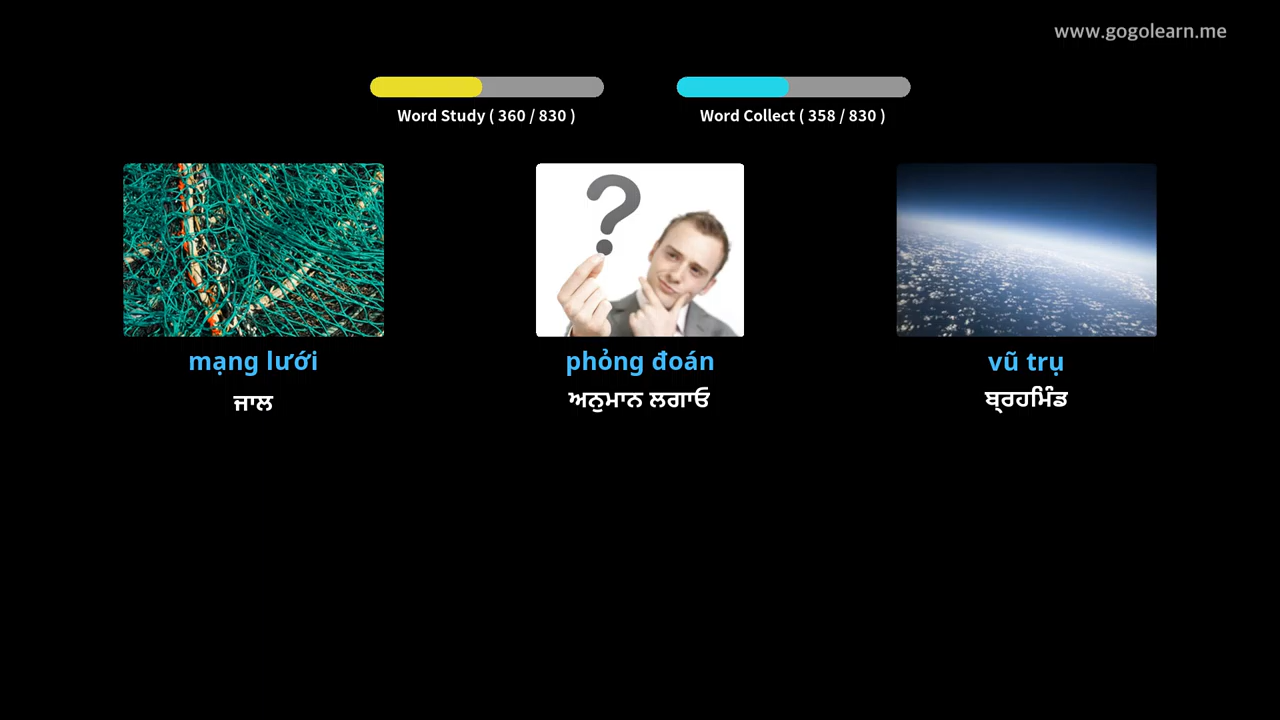 www.gogolearn.me
Word Study ( 360 / 830 )
Word Collect ( 358 / 830 )
mạng lưới
phỏng đoán
vũ trụ
ਜਾਲ
ਅਨੁਮਾਨ ਲਗਾਓ
ਬ੍ਰਹਮਿੰਡ